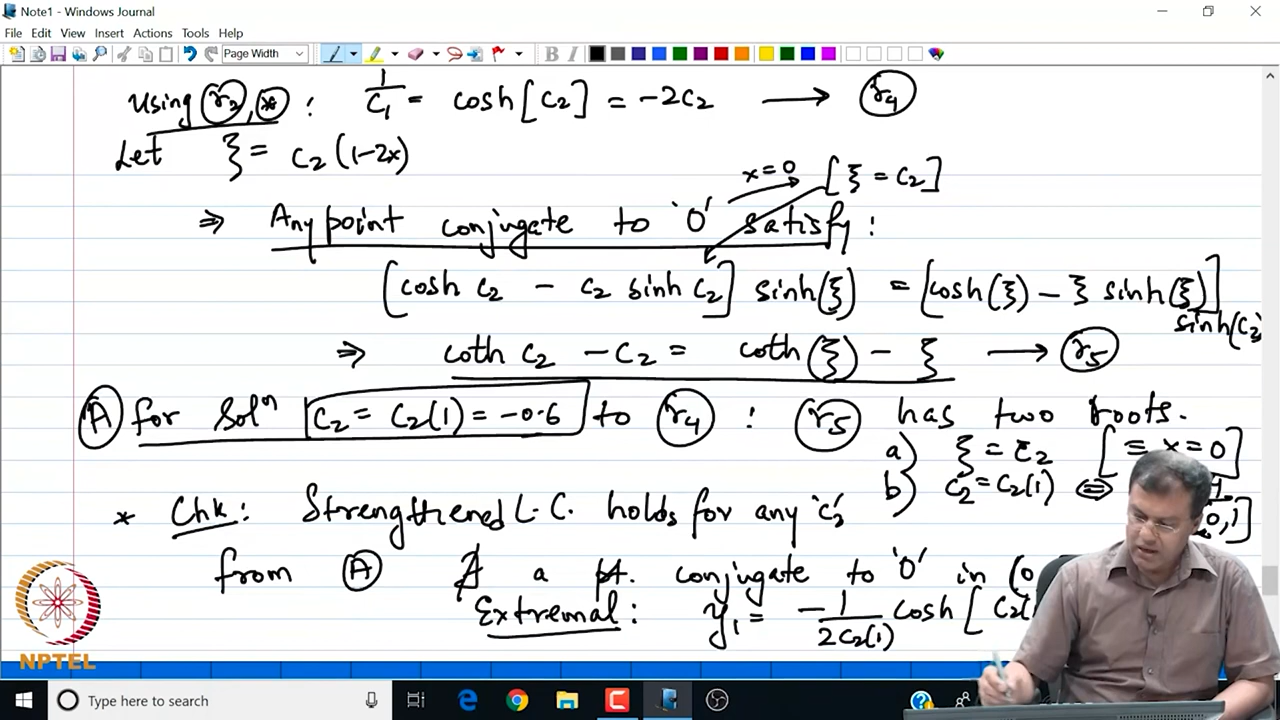 Note1 - Windows Journal
File Edit View Insert Actions Tools Help
Page Width
Using (r2), (*) : 1/C1 = cosh[C2] = -2C2 → (r4)
Let ξ = C2(1-2x)
x=0 [ξ = C2]
⇒ Any point conjugate to '0' satisfy :
[cosh C2 - C2 sinh C2] sinh(ξ) = [cosh(ξ) - ξ sinh(ξ)]
sinh(C2)
⇒ coth C2 - C2 = coth(ξ) - ξ → (r5)
(A) for Solⁿ C2 = C2(1) = -0.6 to (r4) : (r5) has two roots.
a) ξ = C2 [≡ x=0]
b) C2 = C2(1) ⇔ 0,1]
* Chk: Strengthened L.C. holds for any 'C2'
from (A) ∄ a pt. conjugate to '0' in (0
Extremal : y1 = -1/2C2(1) cosh[C2(
NPTEL
Type here to search